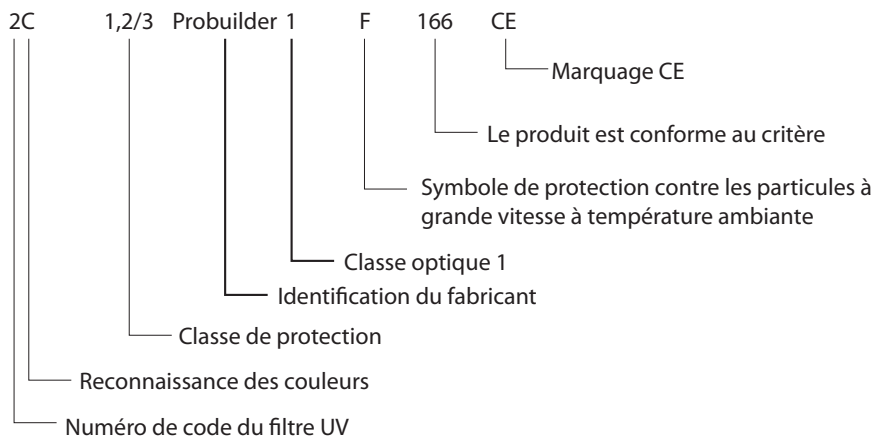 2C 1,2/3 Probuilder 1 F 166 CE
Marquage CE
Le produit est conforme au critère
Symbole de protection contre les particules à
grande vitesse à température ambiante
Classe optique 1
Identification du fabricant
Classe de protection
Reconnaissance des couleurs
Numéro de code du filtre UV